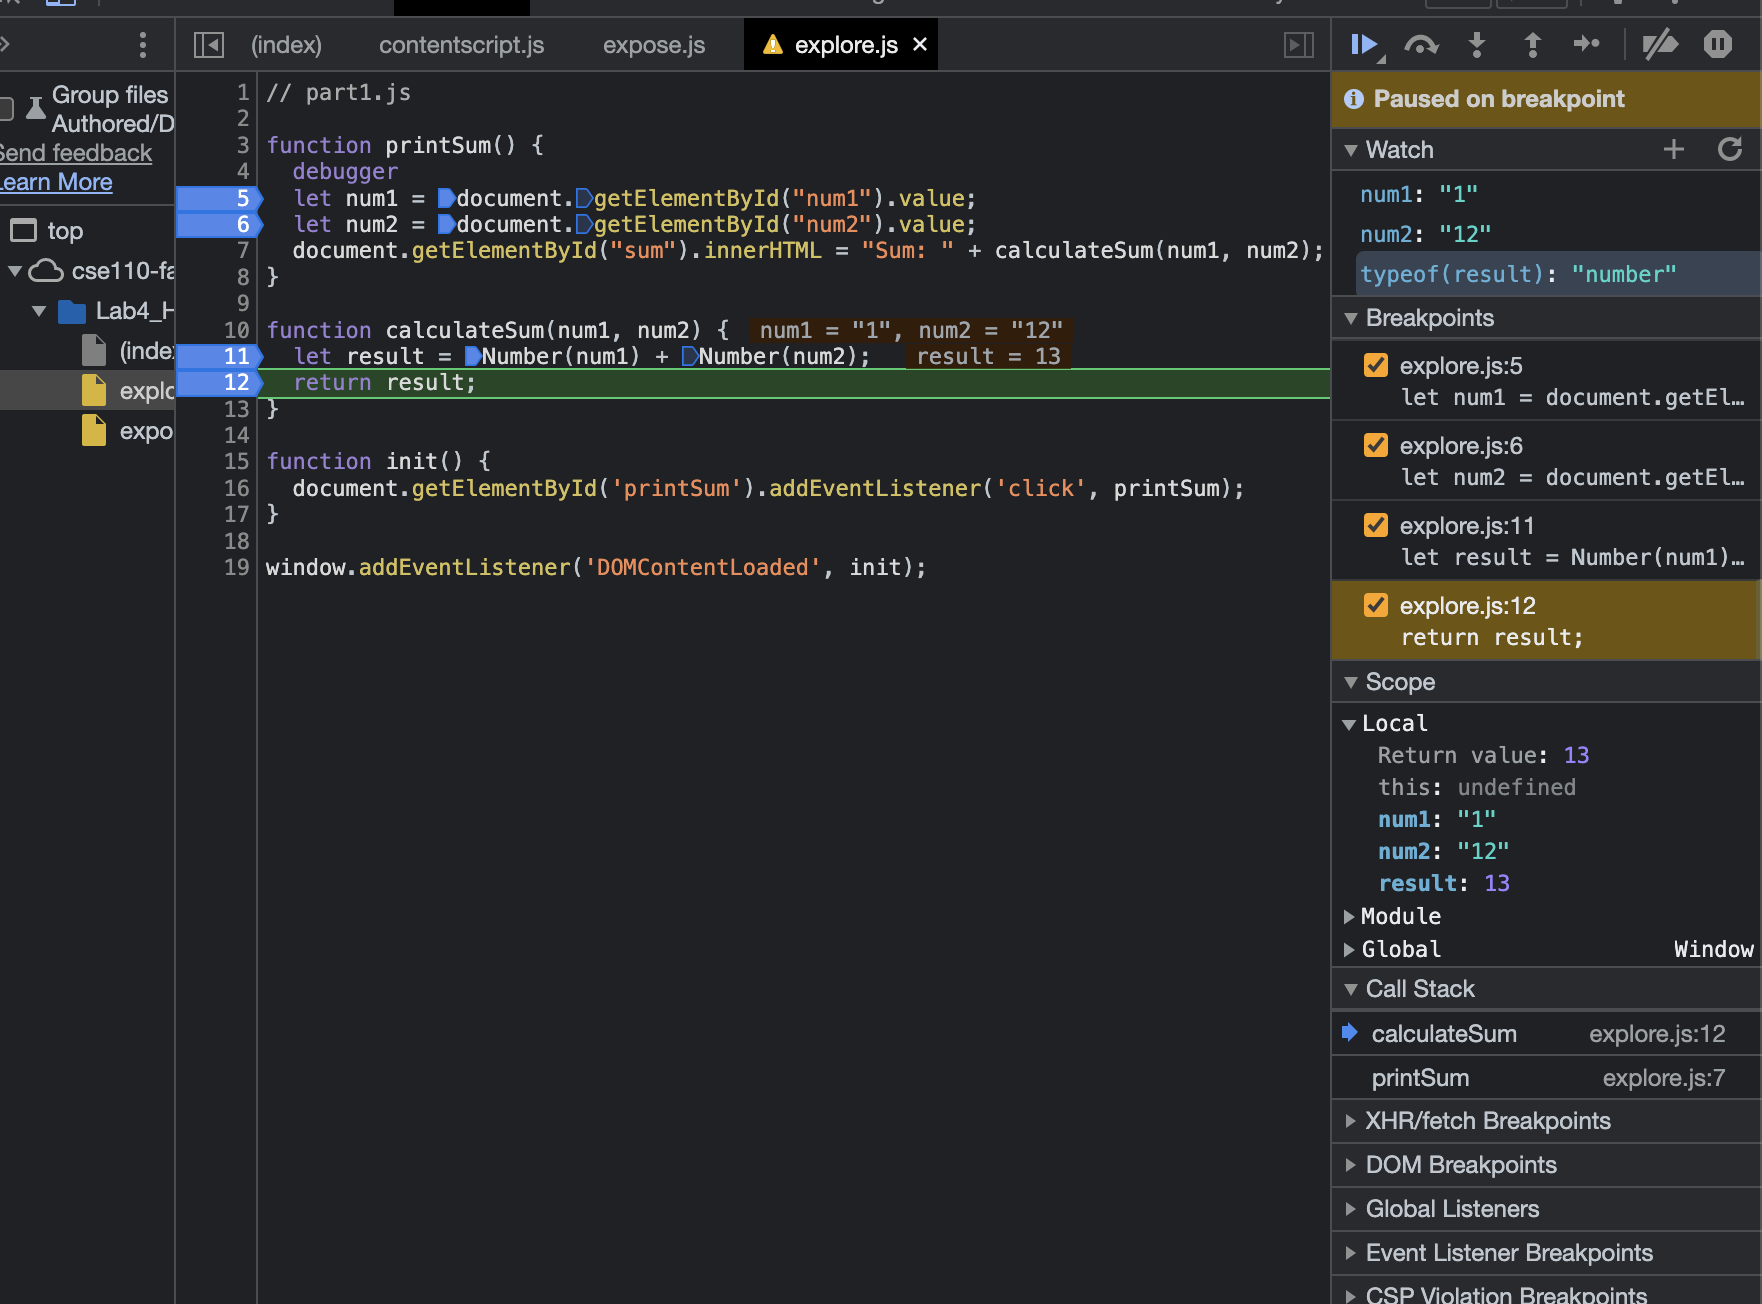 (index) contentscript.js expose.js explore.js ×
Group files
Authored/D
Send feedback
Learn More
top
cse110-fa
Lab4_H
(inde
explo
expo
1 // part1.js
2
3 function printSum() {
4 debugger
5 let num1 = document.getElementById("num1").value;
6 let num2 = document.getElementById("num2").value;
7 document.getElementById("sum").innerHTML = "Sum: " + calculateSum(num1, num2);
8 }
9
10 function calculateSum(num1, num2) { num1 = "1", num2 = "12"
11 let result = Number(num1) + Number(num2); result = 13
12 return result;
13 }
14
15 function init() {
16 document.getElementById('printSum').addEventListener('click', printSum);
17 }
18
19 window.addEventListener('DOMContentLoaded', init);
Paused on breakpoint
Watch
num1: "1"
num2: "12"
typeof(result): "number"
Breakpoints
explore.js:5
let num1 = document.getEl…
explore.js:6
let num2 = document.getEl…
explore.js:11
let result = Number(num1)…
explore.js:12
return result;
Scope
Local
Return value: 13
this: undefined
num1: "1"
num2: "12"
result: 13
Module
Global Window
Call Stack
calculateSum explore.js:12
printSum explore.js:7
XHR/fetch Breakpoints
DOM Breakpoints
Global Listeners
Event Listener Breakpoints
CSP Violation Breakpoints